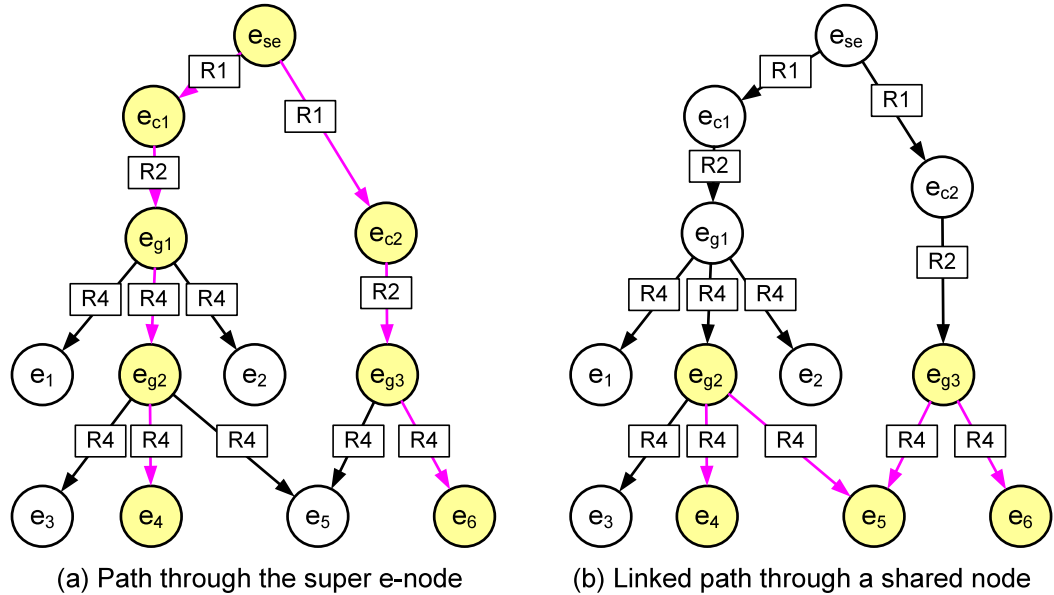 e_se e_se
R1 R1
e_c1 R1 e_c1 R1
R2 R2
e_c2
e_g1 e_c2 e_g1
R2
R4 R4 R4 R2 R4 R4 R4
e_1 e_g2 e_2 e_g3 e_1 e_g2 e_2 e_g3
R4 R4 R4 R4 R4 R4 R4 R4 R4 R4
e_3 e_4 e_5 e_6 e_3 e_4 e_5 e_6
(a) Path through the super e-node (b) Linked path through a shared node